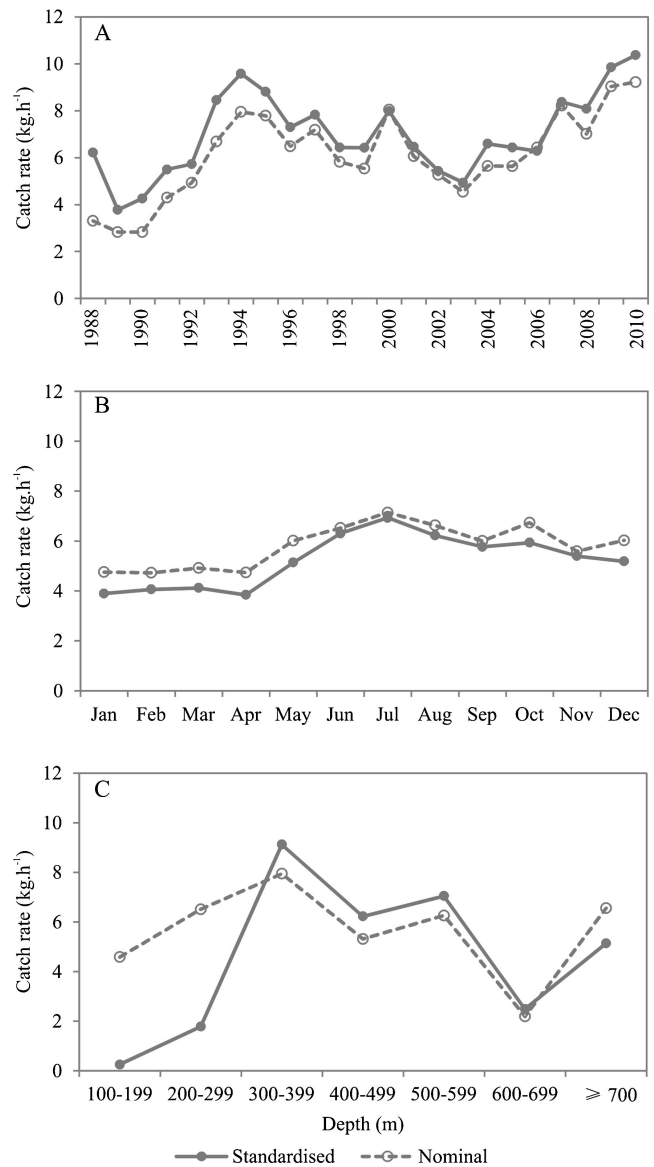 A
Catch rate (kg.h-1)
12
10
8
6
4
2
0
1988 1990 1992 1994 1996 1998 2000 2002 2004 2006 2008 2010
B
Catch rate (kg.h-1)
12
10
8
6
4
2
0
Jan Feb Mar Apr May Jun Jul Aug Sep Oct Nov Dec
C
Catch rate (kg.h-1)
12
10
8
6
4
2
0
100-199 200-299 300-399 400-499 500-599 600-699 ⩾ 700
Depth (m)
Standardised Nominal